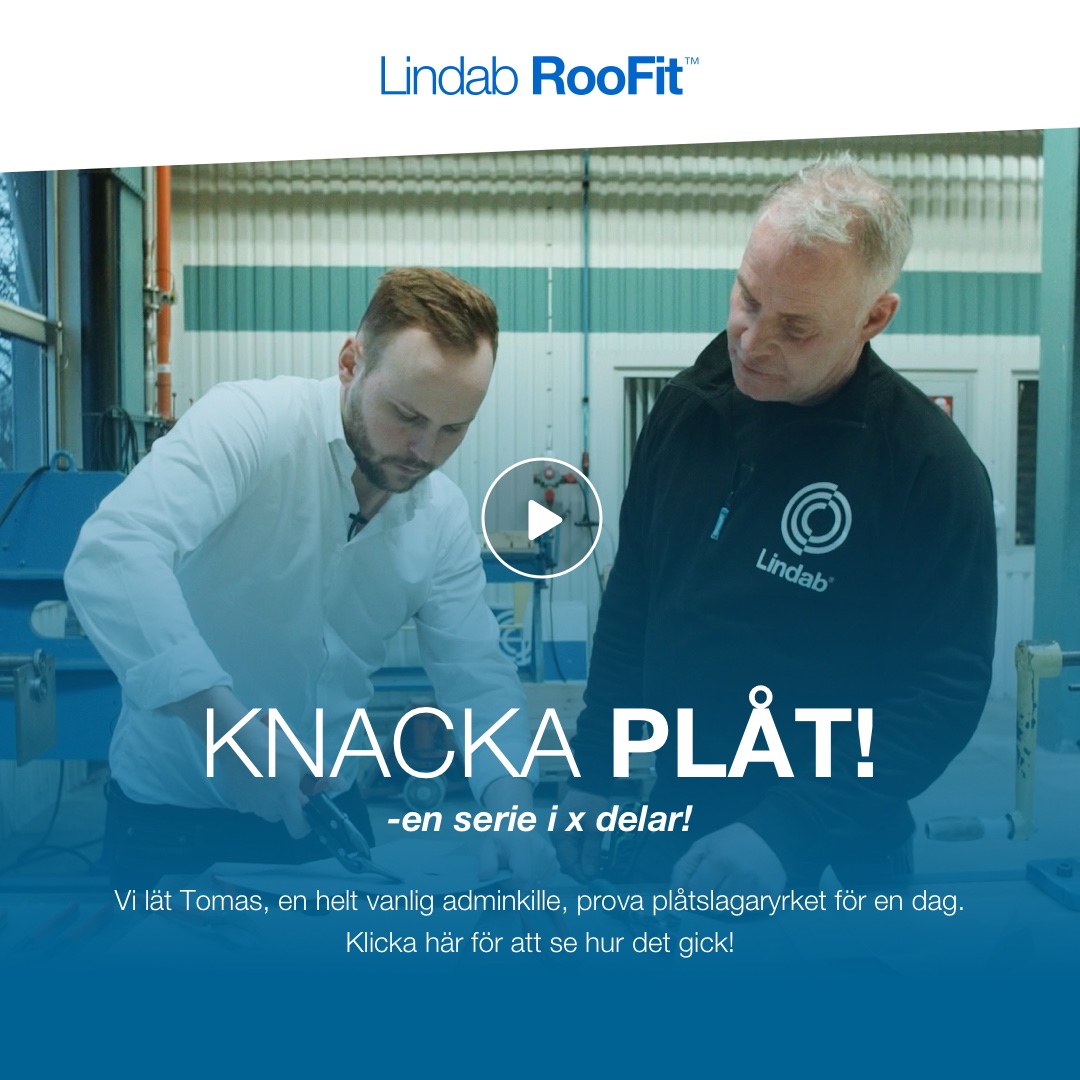 Lindab RooFit™
Lindab®
KNACKA PLÅT!
-en serie i x delar!
Vi låt Tomas, en helt vanlig adminkille, prova plåtslagaryrket för en dag.
Klicka här för att se hur det gick!